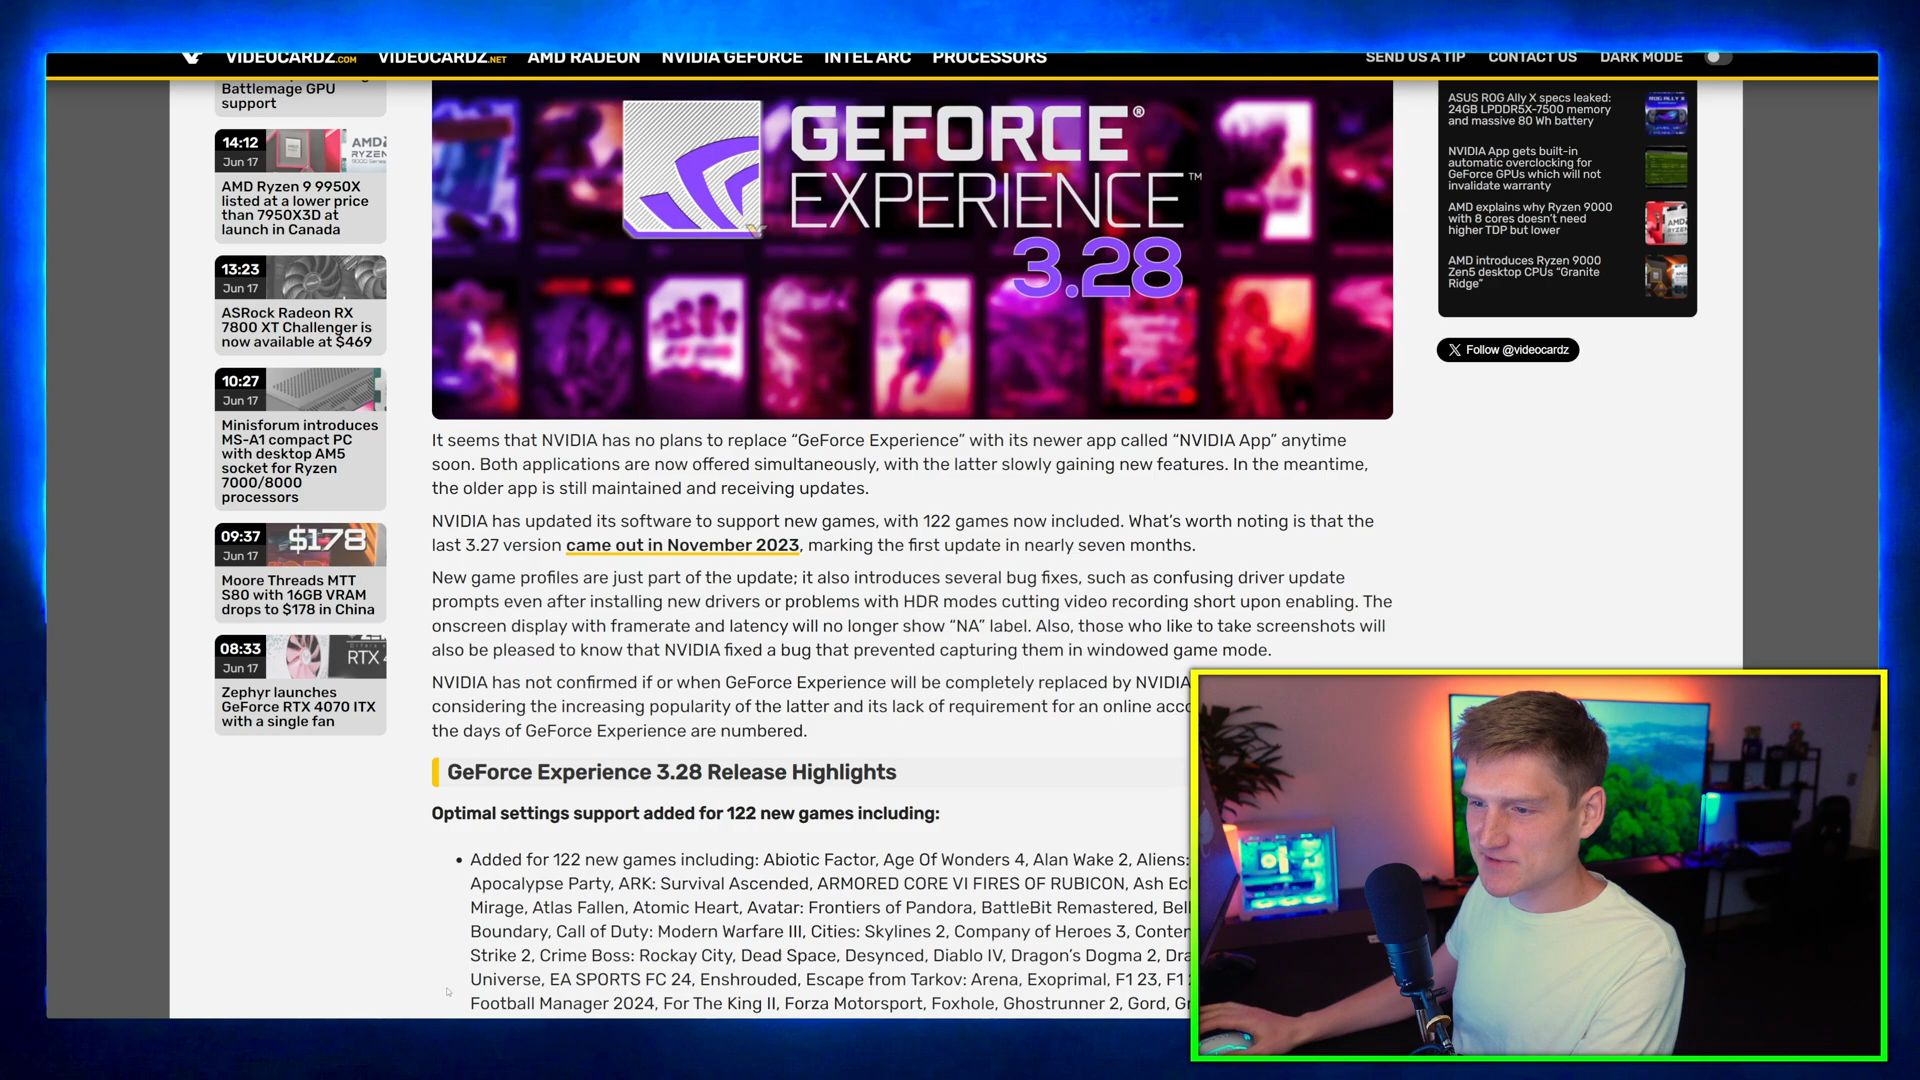 VIDEOCARDZ.COM
VIDEOCARDZ.NET
AMD RADEON
NVIDIA GEFORCE
INTEL ARC
PROCESSORS
SEND US A TIP
CONTACT US
DARK MODE
Battlemage GPU
support
14:12
Jun 17
AMD
RYZEN
AMD Ryzen 9 9950X
listed at a lower price
than 7950X3D at
launch in Canada
13:23
Jun 17
ASRock Radeon RX
7800 XT Challenger is
now available at $469
10:27
Jun 17
Minisforum introduces
MS-A1 compact PC
with desktop AM5
socket for Ryzen
7000/8000
processors
09:37
Jun 17
$178
Moore Threads MTT
S80 with 16GB VRAM
drops to $178 in China
08:33
Jun 17
RTX
Zephyr launches
GeForce RTX 4070 ITX
with a single fan
GEFORCE®
EXPERIENCE™
3.28
It seems that NVIDIA has no plans to replace “GeForce Experience” with its newer app called “NVIDIA App” anytime
soon. Both applications are now offered simultaneously, with the latter slowly gaining new features. In the meantime,
the older app is still maintained and receiving updates.
NVIDIA has updated its software to support new games, with 122 games now included. What’s worth noting is that the
last 3.27 version came out in November 2023, marking the first update in nearly seven months.
New game profiles are just part of the update; it also introduces several bug fixes, such as confusing driver update
prompts even after installing new drivers or problems with HDR modes cutting video recording short upon enabling. The
onscreen display with framerate and latency will no longer show “NA” label. Also, those who like to take screenshots will
also be pleased to know that NVIDIA fixed a bug that prevented capturing them in windowed game mode.
NVIDIA has not confirmed if or when GeForce Experience will be completely replaced by NVIDIA
considering the increasing popularity of the latter and its lack of requirement for an online
the days of GeForce Experience are numbered.
GeForce Experience 3.28 Release Highlights
Optimal settings support added for 122 new games including:
• Added for 122 new games including: Abiotic Factor, Age Of Wonders 4, Alan Wake 2, Aliens:
Apocalypse Party, ARK: Survival Ascended, ARMORED CORE VI FIRES OF RUBICON, Ash
Mirage, Atlas Fallen, Atomic Heart, Avatar: Frontiers of Pandora, BattleBit Remastered,
Boundary, Call of Duty: Modern Warfare III, Cities: Skylines 2, Company of Heroes 3,
Strike 2, Crime Boss: Rockay City, Dead Space, Desynced, Diablo IV, Dragon’s Dogma 2,
Universe, EA SPORTS FC 24, Enshrouded, Escape from Tarkov: Arena, Exoprimal, F1 23, F1
Football Manager 2024, For The King II, Forza Motorsport, Foxhole, Ghostrunner 2, Gord,
ASUS ROG Ally X specs leaked:
24GB LPDDR5X-7500 memory
and massive 80 Wh battery
NVIDIA App gets built-in
automatic overclocking for
GeForce GPUs which will not
invalidate warranty
AMD explains why Ryzen 9000
with 8 cores doesn’t need
higher TDP but lower
AMD introduces Ryzen 9000
Zen5 desktop CPUs “Granite
Ridge”
Follow @videocardz